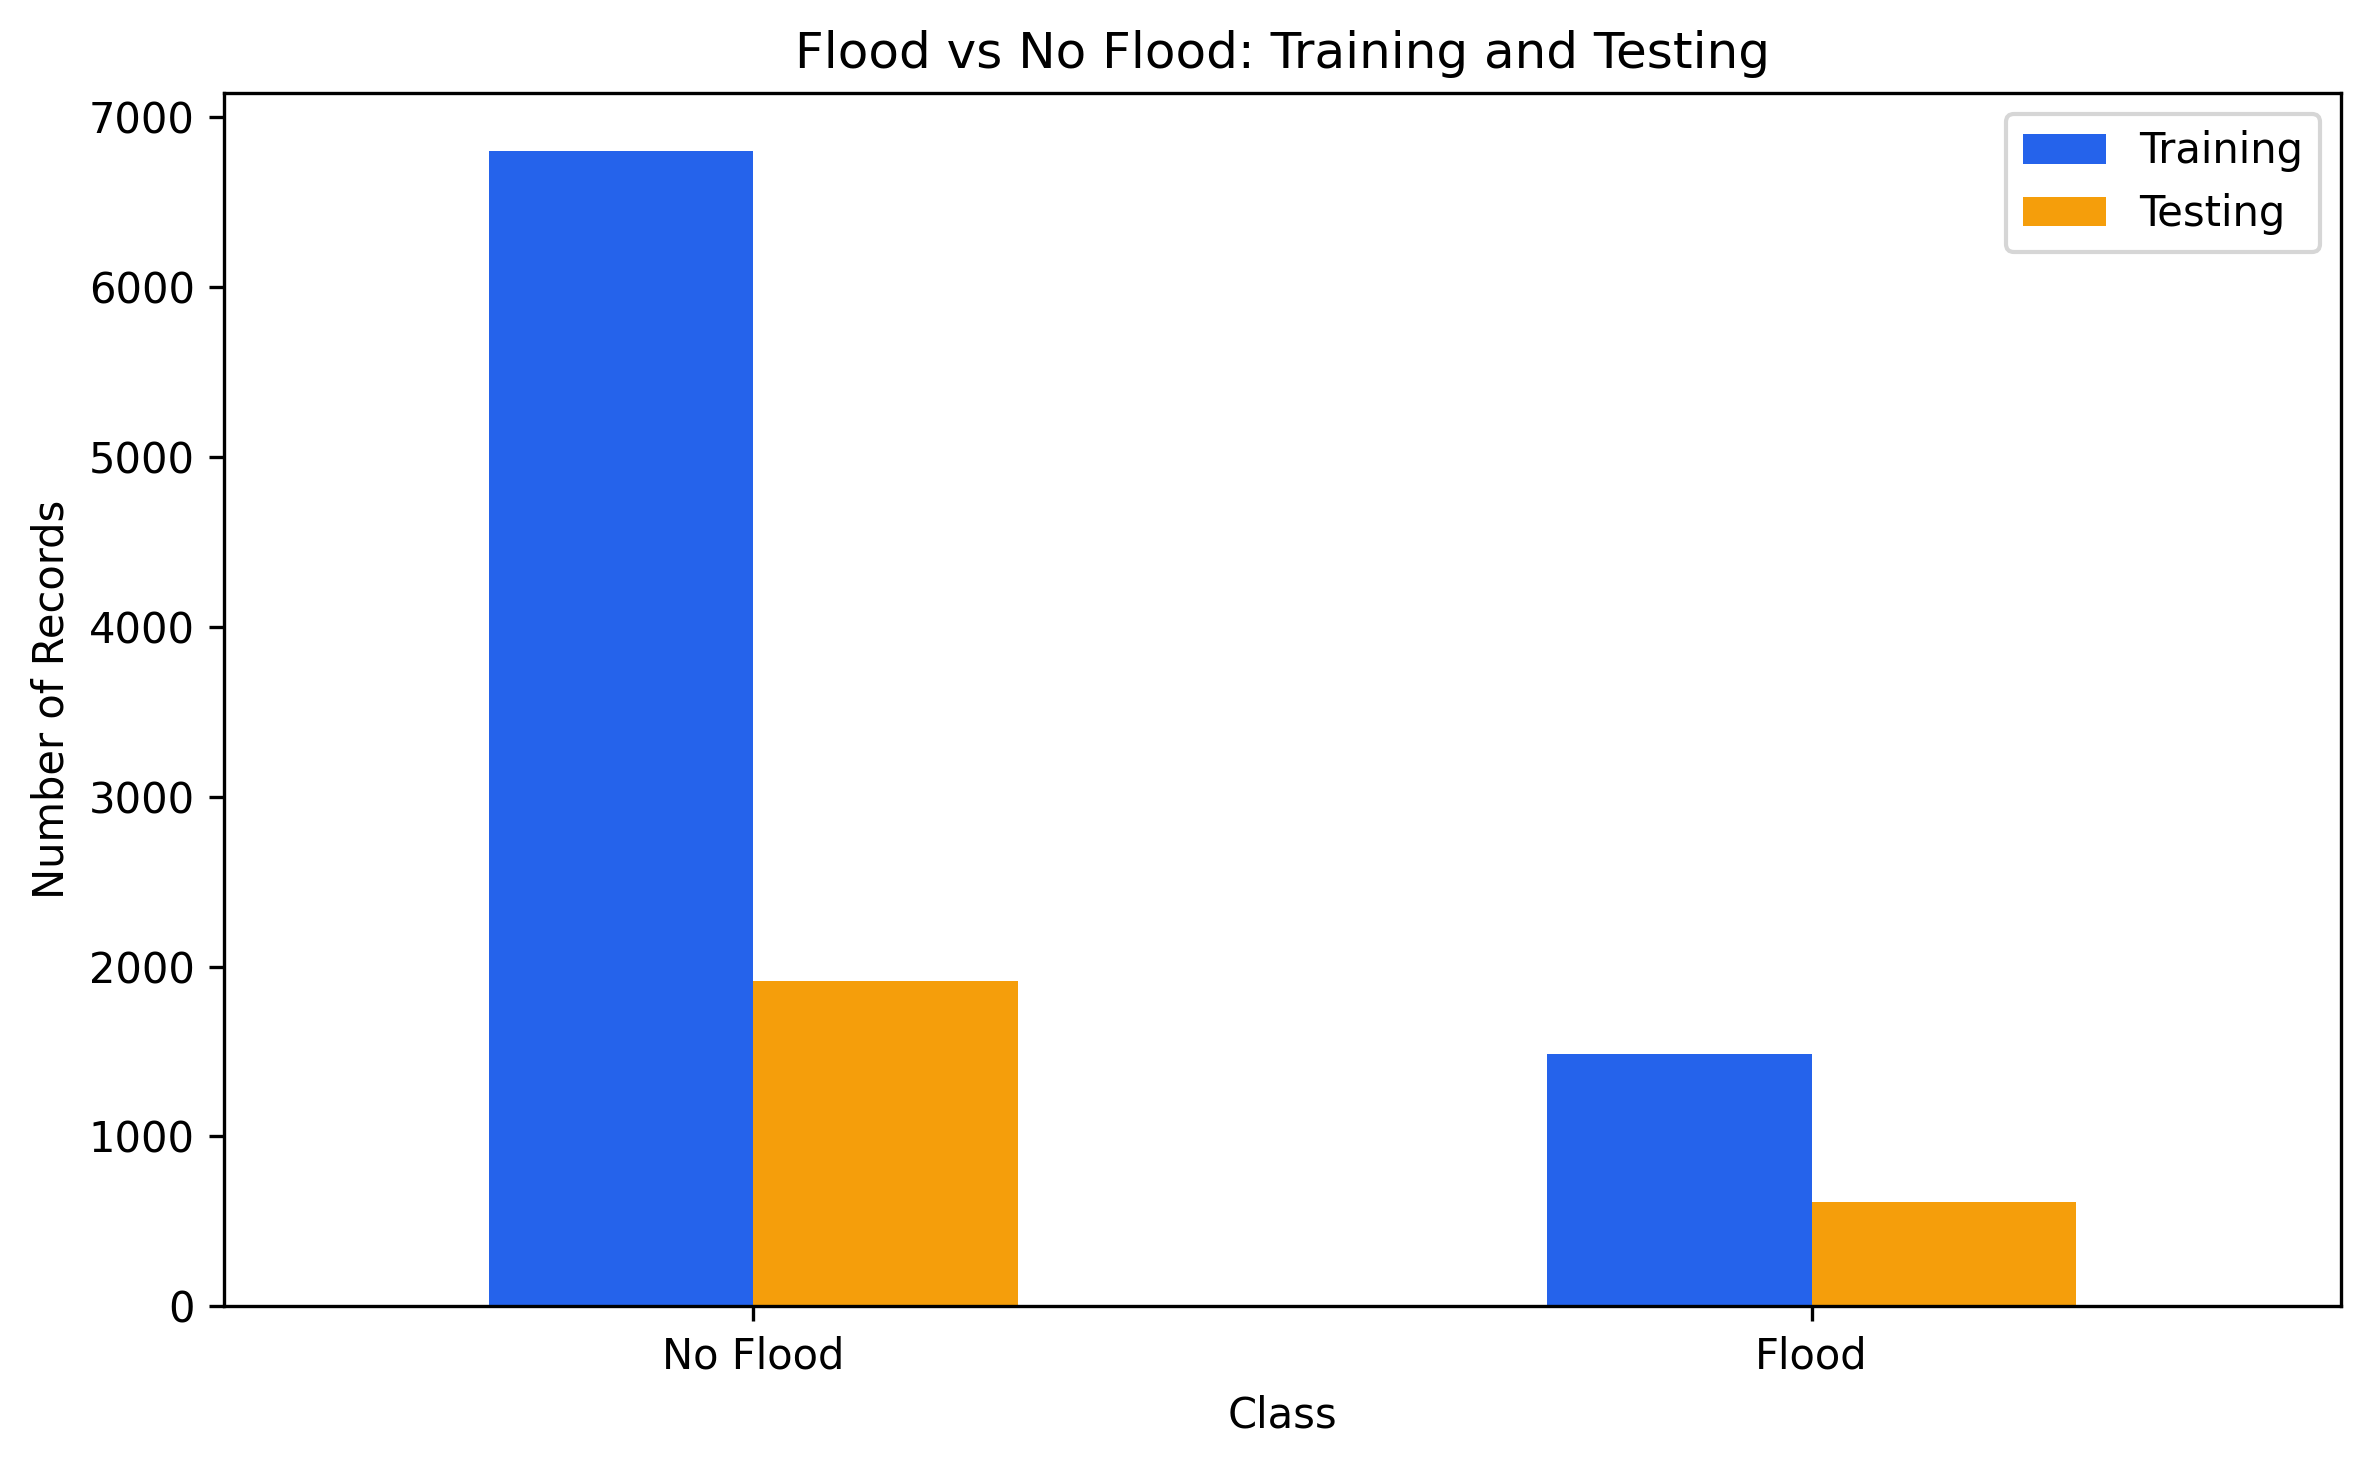 Flood vs No Flood: Training and Testing
Training
Testing
Number of Records
7000
6000
5000
4000
3000
2000
1000
0
No Flood
Flood
Class